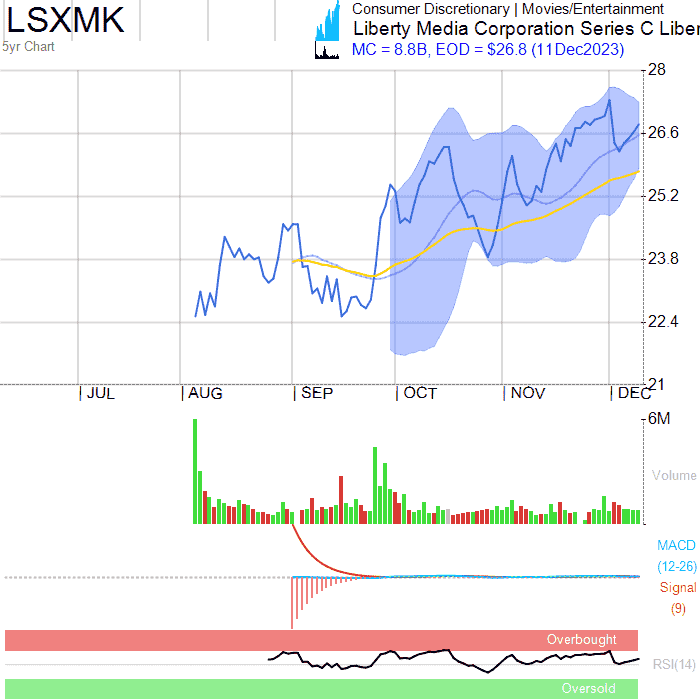 LSXMK
5yr Chart
Consumer Discretionary | Movies/Entertainment
Liberty Media Corporation Series C Liber
MC = 8.8B, EOD = $26.8 (11Dec2023)
28
26.6
25.2
23.8
22.4
21
JUL AUG SEP OCT NOV DEC
6M
Volume
MACD
(12-26)
Signal
(9)
Overbought
RSI(14)
Oversold